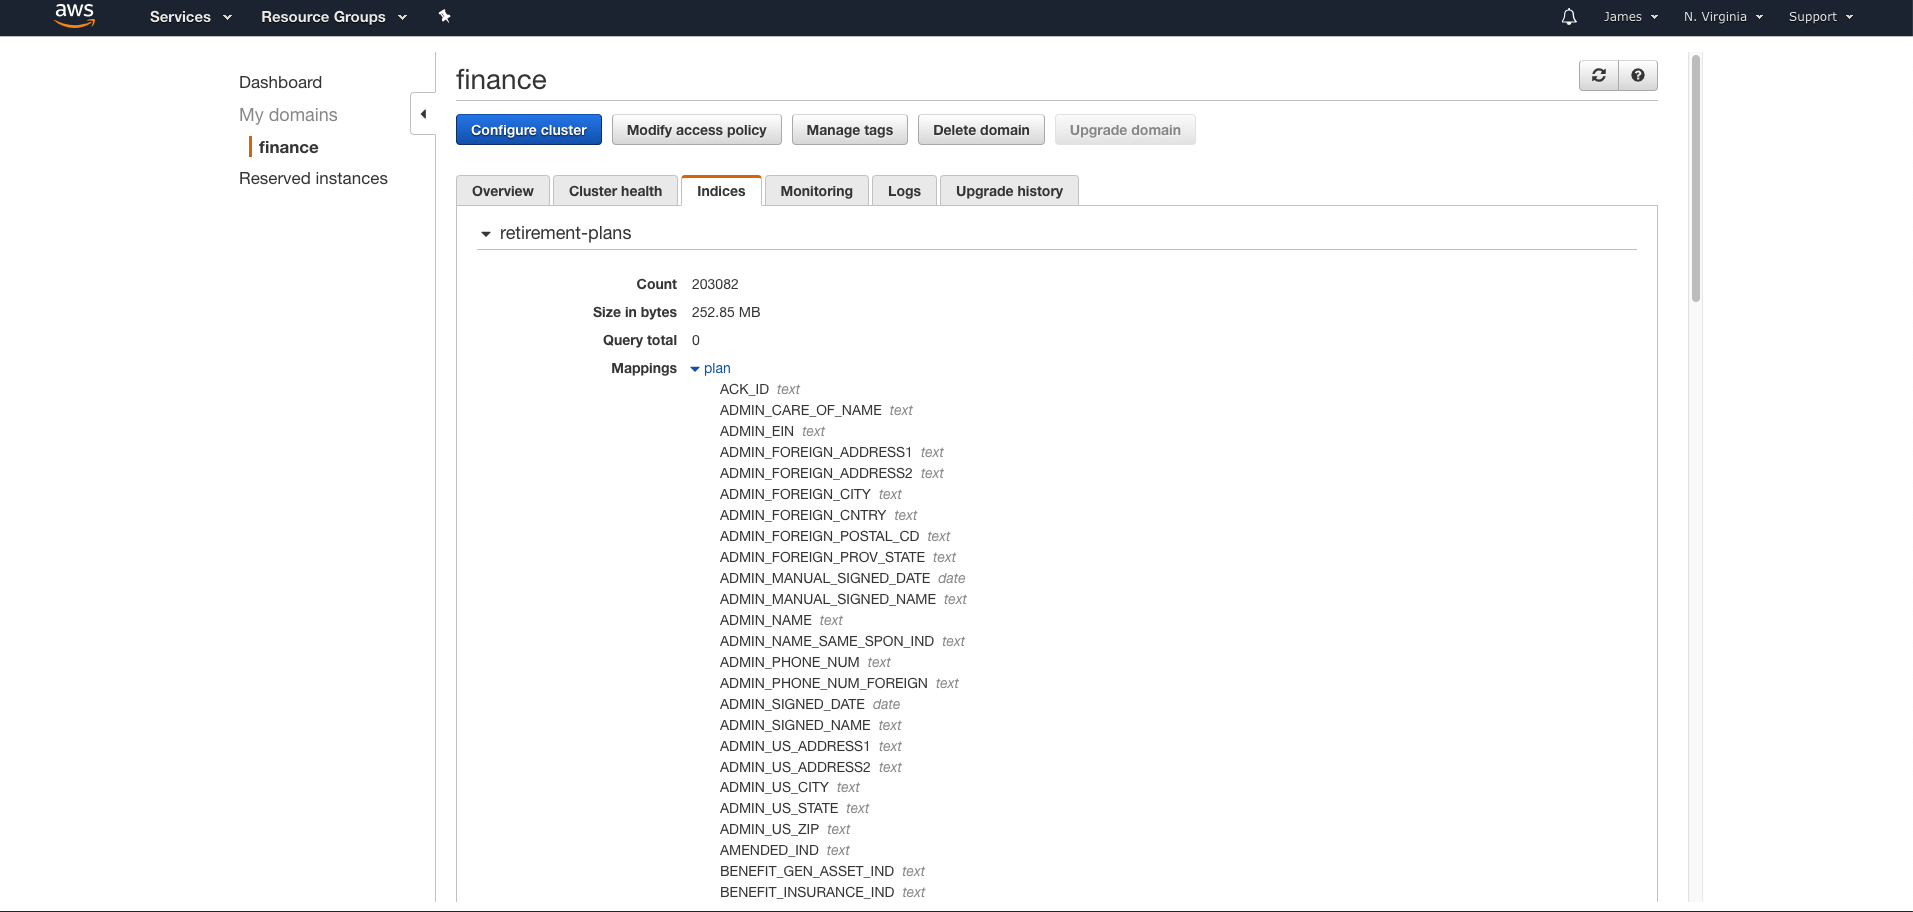 aws Services Resource Groups James N. Virginia Support
Dashboard
My domains
finance
Reserved instances
finance
Configure cluster Modify access policy Manage tags Delete domain Upgrade domain
Overview Cluster health Indices Monitoring Logs Upgrade history
retirement-plans
Count 203082
Size in bytes 252.85 MB
Query total 0
Mappings plan
ACK_ID text
ADMIN_CARE_OF_NAME text
ADMIN_EIN text
ADMIN_FOREIGN_ADDRESS1 text
ADMIN_FOREIGN_ADDRESS2 text
ADMIN_FOREIGN_CITY text
ADMIN_FOREIGN_CNTRY text
ADMIN_FOREIGN_POSTAL_CD text
ADMIN_FOREIGN_PROV_STATE text
ADMIN_MANUAL_SIGNED_DATE date
ADMIN_MANUAL_SIGNED_NAME text
ADMIN_NAME text
ADMIN_NAME_SAME_SPON_IND text
ADMIN_PHONE_NUM text
ADMIN_PHONE_NUM_FOREIGN text
ADMIN_SIGNED_DATE date
ADMIN_SIGNED_NAME text
ADMIN_US_ADDRESS1 text
ADMIN_US_ADDRESS2 text
ADMIN_US_CITY text
ADMIN_US_STATE text
ADMIN_US_ZIP text
AMENDED_IND text
BENEFIT_GEN_ASSET_IND text
BENEFIT_INSURANCE_IND text